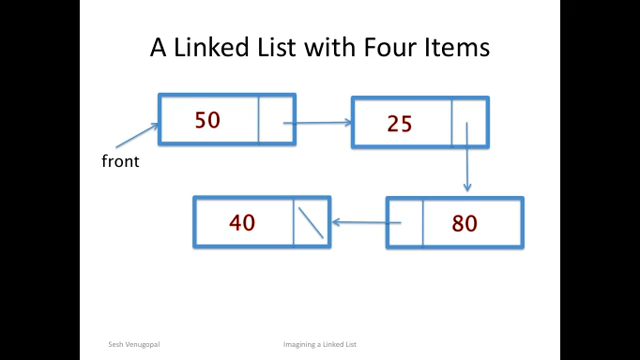 A Linked List with Four Items
50
25
front
40
80
Sesh Venugopal
Imagining a Linked List